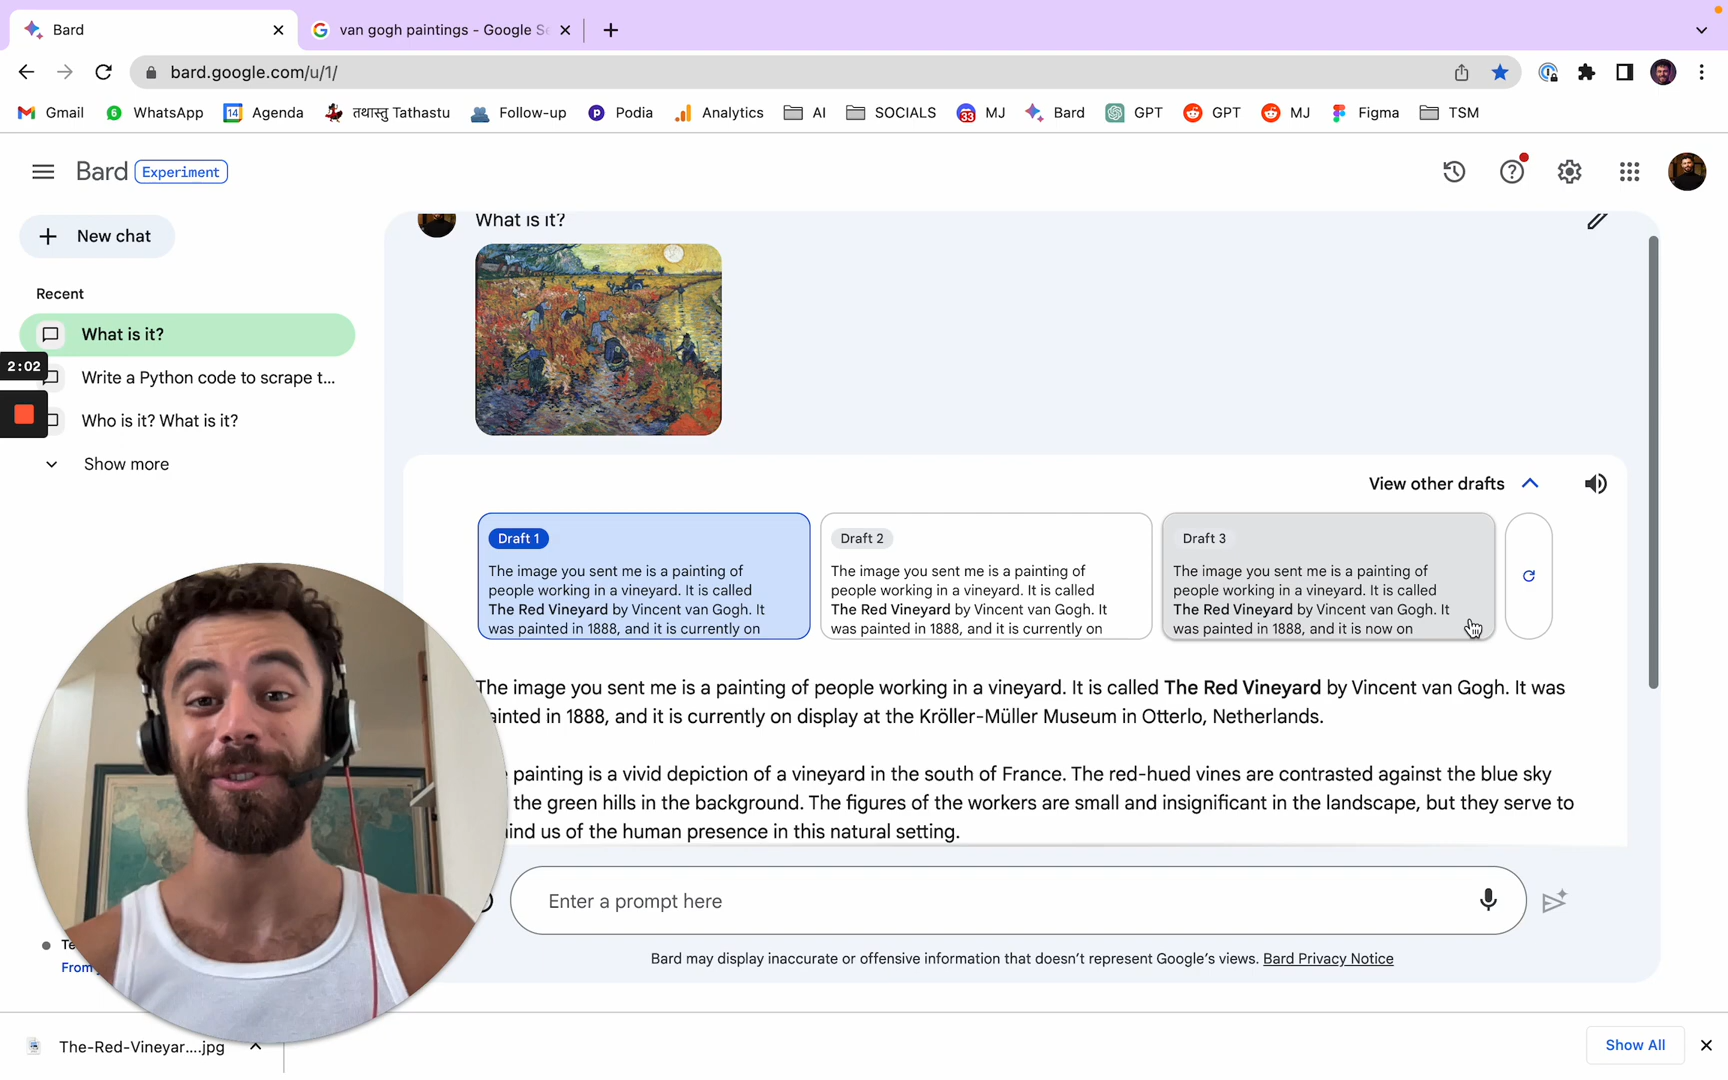 Bard
van gogh paintings - Google Se
bard.google.com/u/1/
Gmail
6
WhatsApp
14
Agenda
तथास्तु Tathastu
Follow-up
Podia
Analytics
AI
SOCIALS
33
MJ
Bard
GPT
GPT
MJ
Figma
TSM
Bard
Experiment
New chat
Recent
What is it?
2:02
Write a Python code to scrape t...
Who is it? What is it?
Show more
What is it?
View other drafts
Draft 1
The image you sent me is a painting of
people working in a vineyard. It is called
The Red Vineyard by Vincent van Gogh. It
was painted in 1888, and it is currently on
Draft 2
The image you sent me is a painting of
people working in a vineyard. It is called
The Red Vineyard by Vincent van Gogh. It
was painted in 1888, and it is currently on
Draft 3
The image you sent me is a painting of
people working in a vineyard. It is called
The Red Vineyard by Vincent van Gogh. It
was painted in 1888, and it is now on
The image you sent me is a painting of people working in a vineyard. It is called The Red Vineyard by Vincent van Gogh. It was
ainted in 1888, and it is currently on display at the Kröller-Müller Museum in Otterlo, Netherlands.
painting is a vivid depiction of a vineyard in the south of France. The red-hued vines are contrasted against the blue sky
the green hills in the background. The figures of the workers are small and insignificant in the landscape, but they serve to
ind us of the human presence in this natural setting.
Enter a prompt here
Bard may display inaccurate or offensive information that doesn't represent Google's views. Bard Privacy Notice
Te
From
The-Red-Vineyar....jpg
Show All